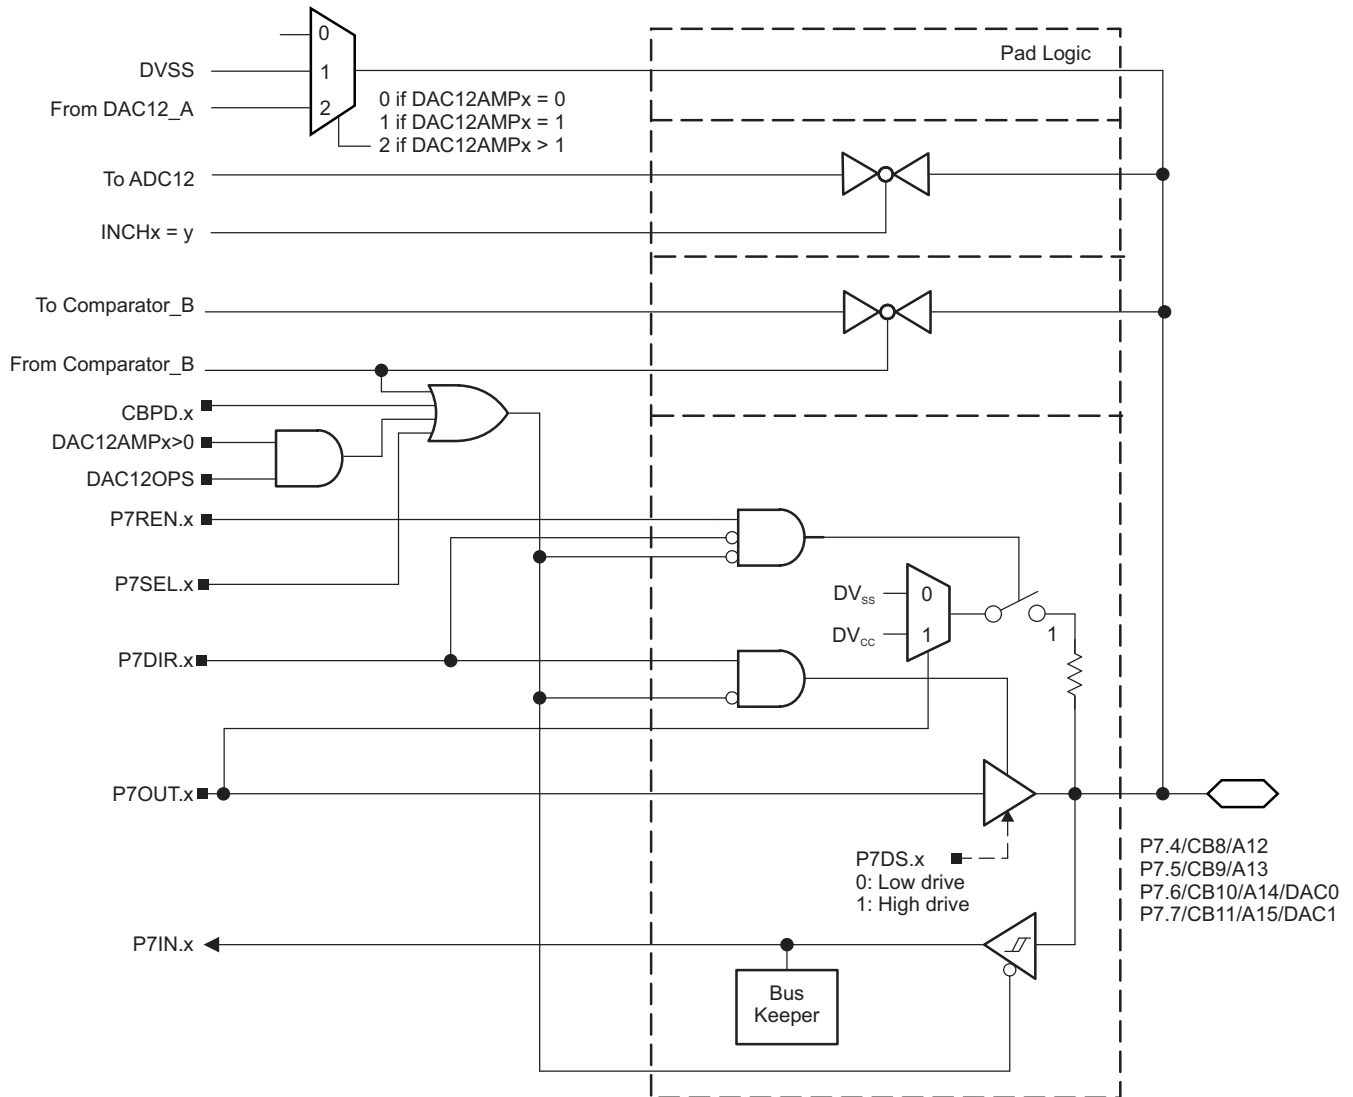 0
Pad Logic
DVSS
1
From DAC12_A
2
0 if DAC12AMPx = 0
1 if DAC12AMPx = 1
2 if DAC12AMPx > 1
To ADC12
INCHx = y
To Comparator_B
From Comparator_B
CBPD.x
DAC12AMPx>0
DAC12OPS
P7REN.x
P7SEL.x
DVSS
0
DVCC
1
1
P7DIR.x
P7OUT.x
P7DS.x
0: Low drive
1: High drive
P7.4/CB8/A12
P7.5/CB9/A13
P7.6/CB10/A14/DAC0
P7.7/CB11/A15/DAC1
P7IN.x
Bus
Keeper